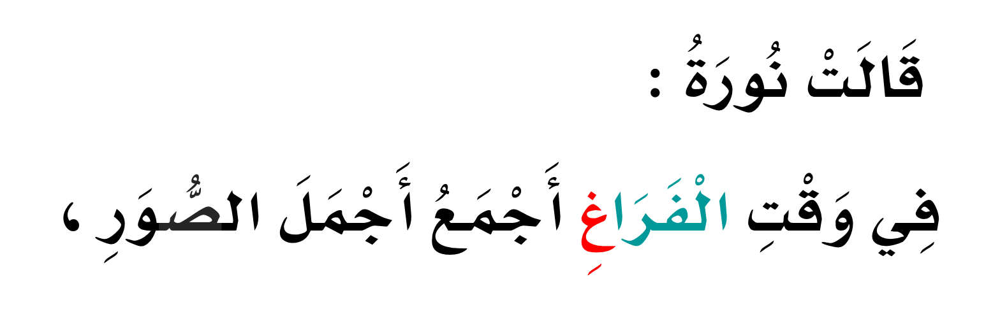 قَالَتْ نُورَةُ :
فِي وَقْتِ الْفَرَاغِ أَجْمَعُ أَجْمَلَ الصُّوَرِ ،